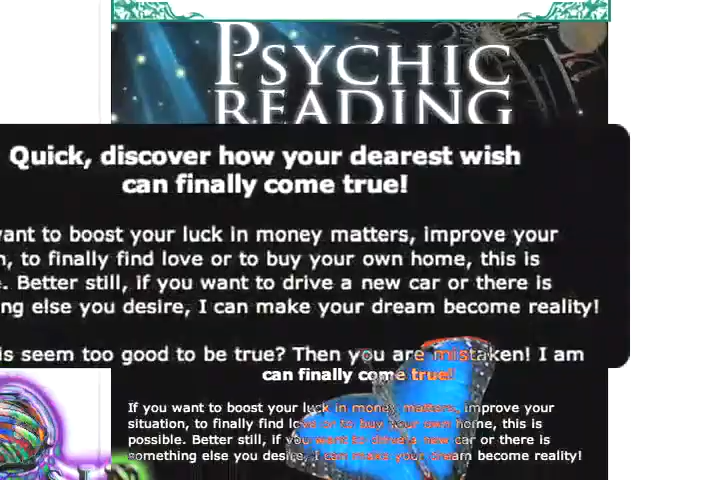 PSYCHIC
READING
Quick, discover how your dearest wish
can finally come true!
want to boost your luck in money matters, improve your
to finally find love or to buy your own home, this is
Better still, if you want to drive a new car or there is
else you desire, I can make your dream become reality!
seem too good to be true? Then you are mistaken! I am
can finally come true!
If you want to boost your luck in money matters, improve your
situation, to finally find love or to buy your own home, this is
possible. Better still, if you want to drive a new car or there is
something else you desire, I can make your dream become reality!